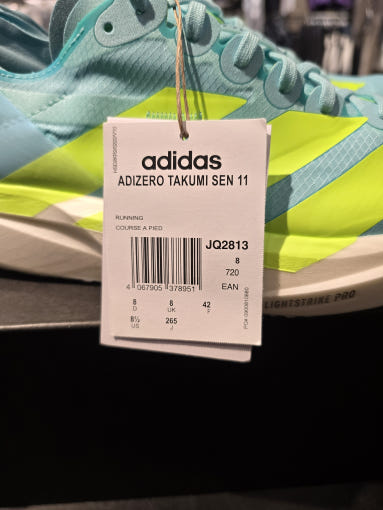 adidas
ADIZERO TAKUMI SEN 11
RUNNING
COURSE A PIED
JQ2813
8
720
EAN
4 067905 378951
8 8 42
D UK F
8½ 265
US J
LIGHTSTRIKE PRO